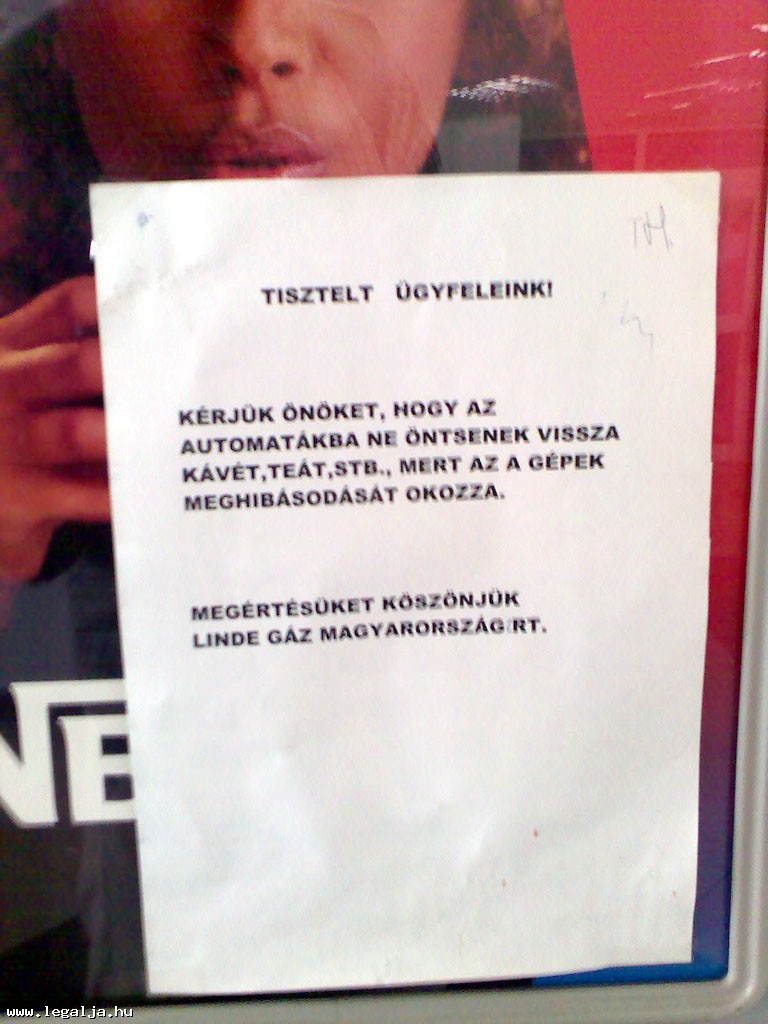 TISZTELT ÜGYFELEINK!
KÉRJÜK ÖNÖKET, HOGY AZ
AUTOMATÁKBA NE ÖNTSENEK VISSZA
KÁVÉT,TEÁT,STB., MERT AZ A GÉPEK
MEGHIBÁSODÁSÁT OKOZZA.
MEGÉRTÉSÜKET KÖSZÖNJÜK
LINDE GÁZ MAGYARORSZÁG RT.
www.legalja.hu